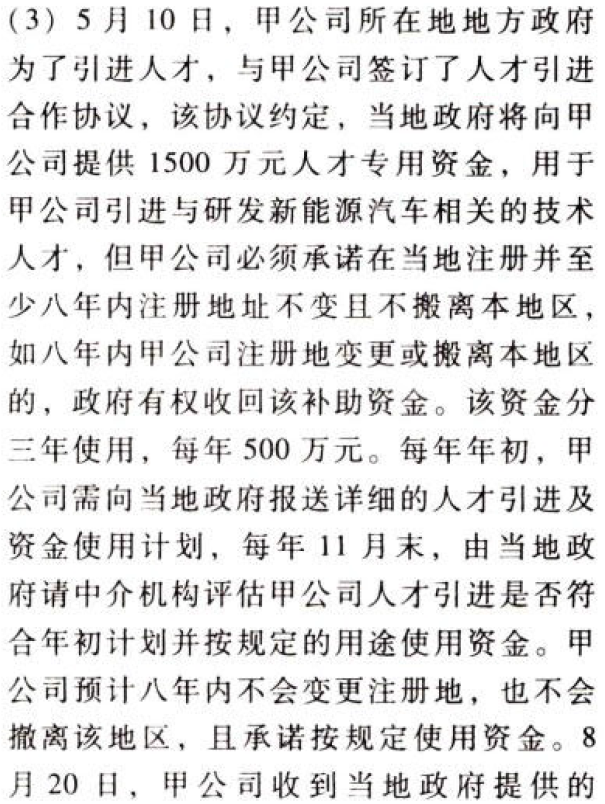 (3) 5月10日，甲公司所在地地方政府
为了引进人才，与甲公司签订了人才引进
合作协议，该协议约定，当地政府将向甲
公司提供 1500 万元人才专用资金，用于
甲公司引进与研发新能源汽车相关的技术
人才，但甲公司必须承诺在当地注册并至
少八年内注册地址不变且不搬离本地区，
如八年内甲公司注册地变更或搬离本地区
的，政府有权收回该补助资金。该资金分
三年使用，每年 500 万元。每年年初，甲
公司需向当地政府报送详细的人才引进及
资金使用计划，每年 11 月末，由当地政
府请中介机构评估甲公司人才引进是否符
合年初计划并按规定的用途使用资金。甲
公司预计八年内不会变更注册地，也不会
撤离该地区，且承诺按规定使用资金。8
月 20 日，甲公司收到当地政府提供的